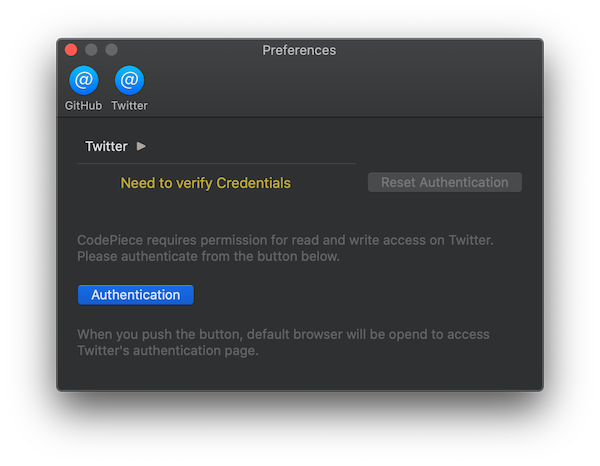 Preferences
@ @
GitHub Twitter
Twitter
Need to verify Credentials
Reset Authentication
CodePiece requires permission for read and write access on Twitter.
Please authenticate from the button below.
Authentication
When you push the button, default browser will be opend to access
Twitter's authentication page.